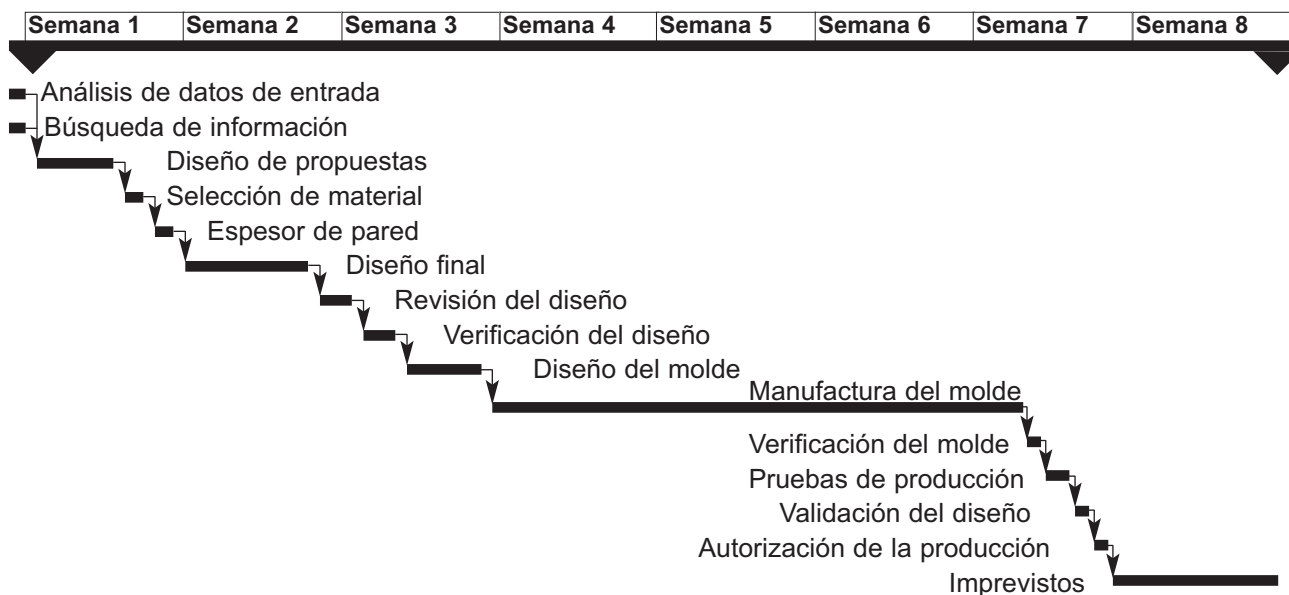 Semana 1 Semana 2 Semana 3 Semana 4 Semana 5 Semana 6 Semana 7 Semana 8
Análisis de datos de entrada
Búsqueda de información
Diseño de propuestas
Selección de material
Espesor de pared
Diseño final
Revisión del diseño
Verificación del diseño
Diseño del molde
Manufactura del molde
Verificación del molde
Pruebas de producción
Validación del diseño
Autorización de la producción
Imprevistos